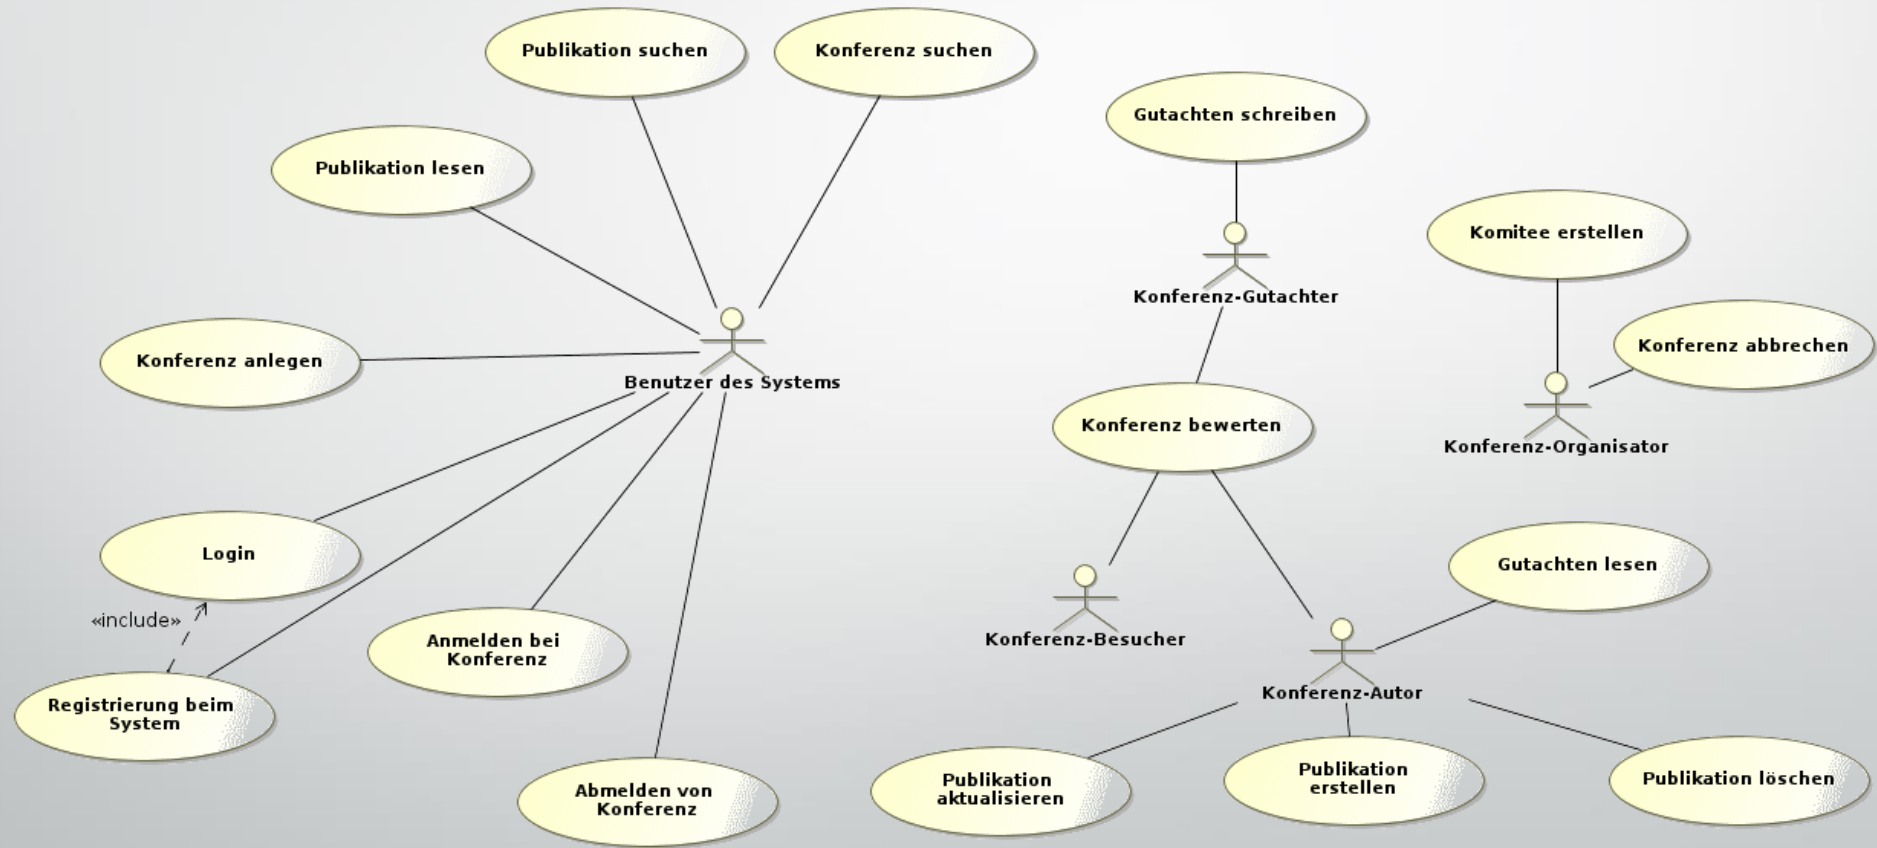 Publikation suchen
Konferenz suchen
Gutachten schreiben
Publikation lesen
Komitee erstellen
Konferenz-Gutachter
Konferenz abbrechen
Konferenz anlegen
Benutzer des Systems
Konferenz bewerten
Konferenz-Organisator
Login
Gutachten lesen
«include»
Konferenz-Besucher
Anmelden bei
Konferenz
Konferenz-Autor
Registrierung beim
System
Publikation
aktualisieren
Publikation
erstellen
Publikation löschen
Abmelden von
Konferenz